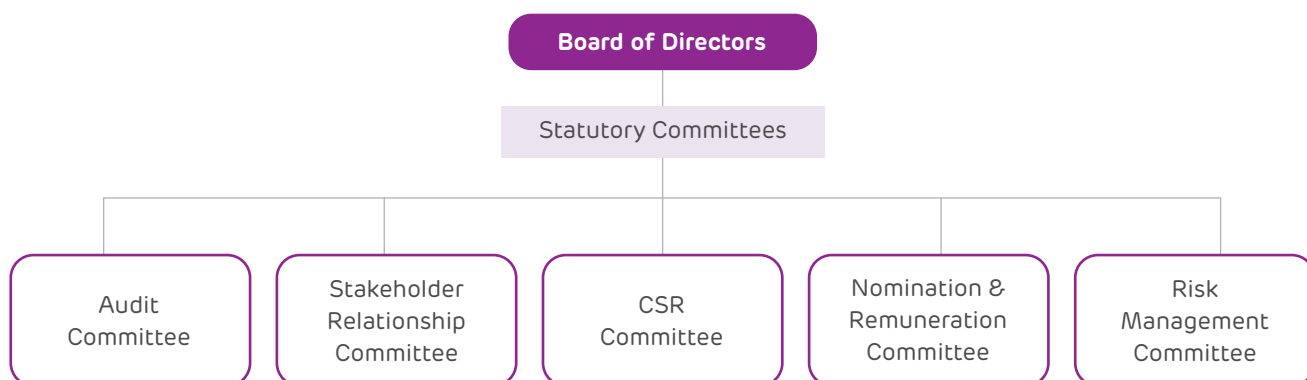 Board of Directors
Statutory Committees
Audit
Committee
Stakeholder
Relationship
Committee
CSR
Committee
Nomination &
Remuneration
Committee
Risk
Management
Committee